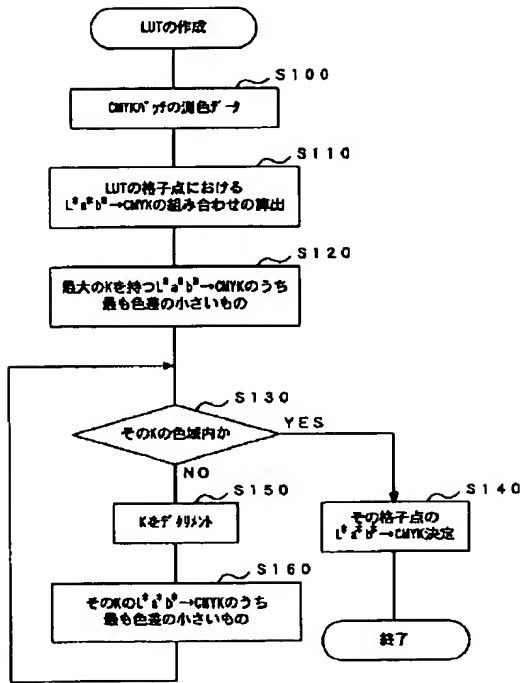 LUTの作成
S100
CMYKパッチの測色データ
S110
LUTの格子点における
L*a*b*→CMYKの組み合わせの算出
S120
最大のKを持つL*a*b*→CMYKのうち
最も色差の小さいもの
S130
そのKの色域内か
YES
NO
S150
Kをデクリメント
S140
その格子点の
L*a*b*→CMYK決定
S160
そのKのL*a*b*→CMYKのうち
最も色差の小さいもの
終了